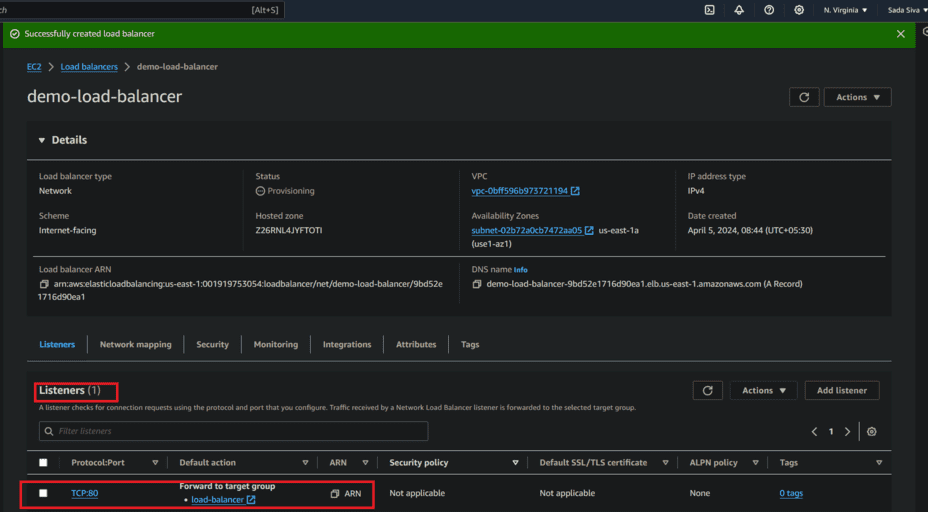 ch [Alt+S] N. Virginia ▼ Sada Siva ▼
Successfully created load balancer
EC2 > Load balancers > demo-load-balancer
demo-load-balancer
Actions ▼
▼ Details
Load balancer type Status VPC IP address type
Network Provisioning vpc-0bff596b973721194 IPv4
Scheme Hosted zone Availability Zones Date created
Internet-facing Z26RNL4JYFTOTI subnet-02b72a0cb7472aa05 us-east-1a April 5, 2024, 08:44 (UTC+05:30)
(use1-az1)
Load balancer ARN DNS name Info
arn:aws:elasticloadbalancing:us-east-1:001919753054:loadbalancer/net/demo-load-balancer/9bd52e demo-load-balancer-9bd52e1716d90ea1.elb.us-east-1.amazonaws.com (A Record)
1716d90ea1
Listeners Network mapping Security Monitoring Integrations Attributes Tags
Listeners (1) Actions ▼ Add listener
A listener checks for connection requests using the protocol and port that you configure. Traffic received by a Network Load Balancer listener is forwarded to the selected target group.
Filter listeners < 1 >
Protocol:Port Default action ARN Security policy Default SSL/TLS certificate ALPN policy Tags
Forward to target group
TCP:80 • load-balancer ARN Not applicable Not applicable None 0 tags